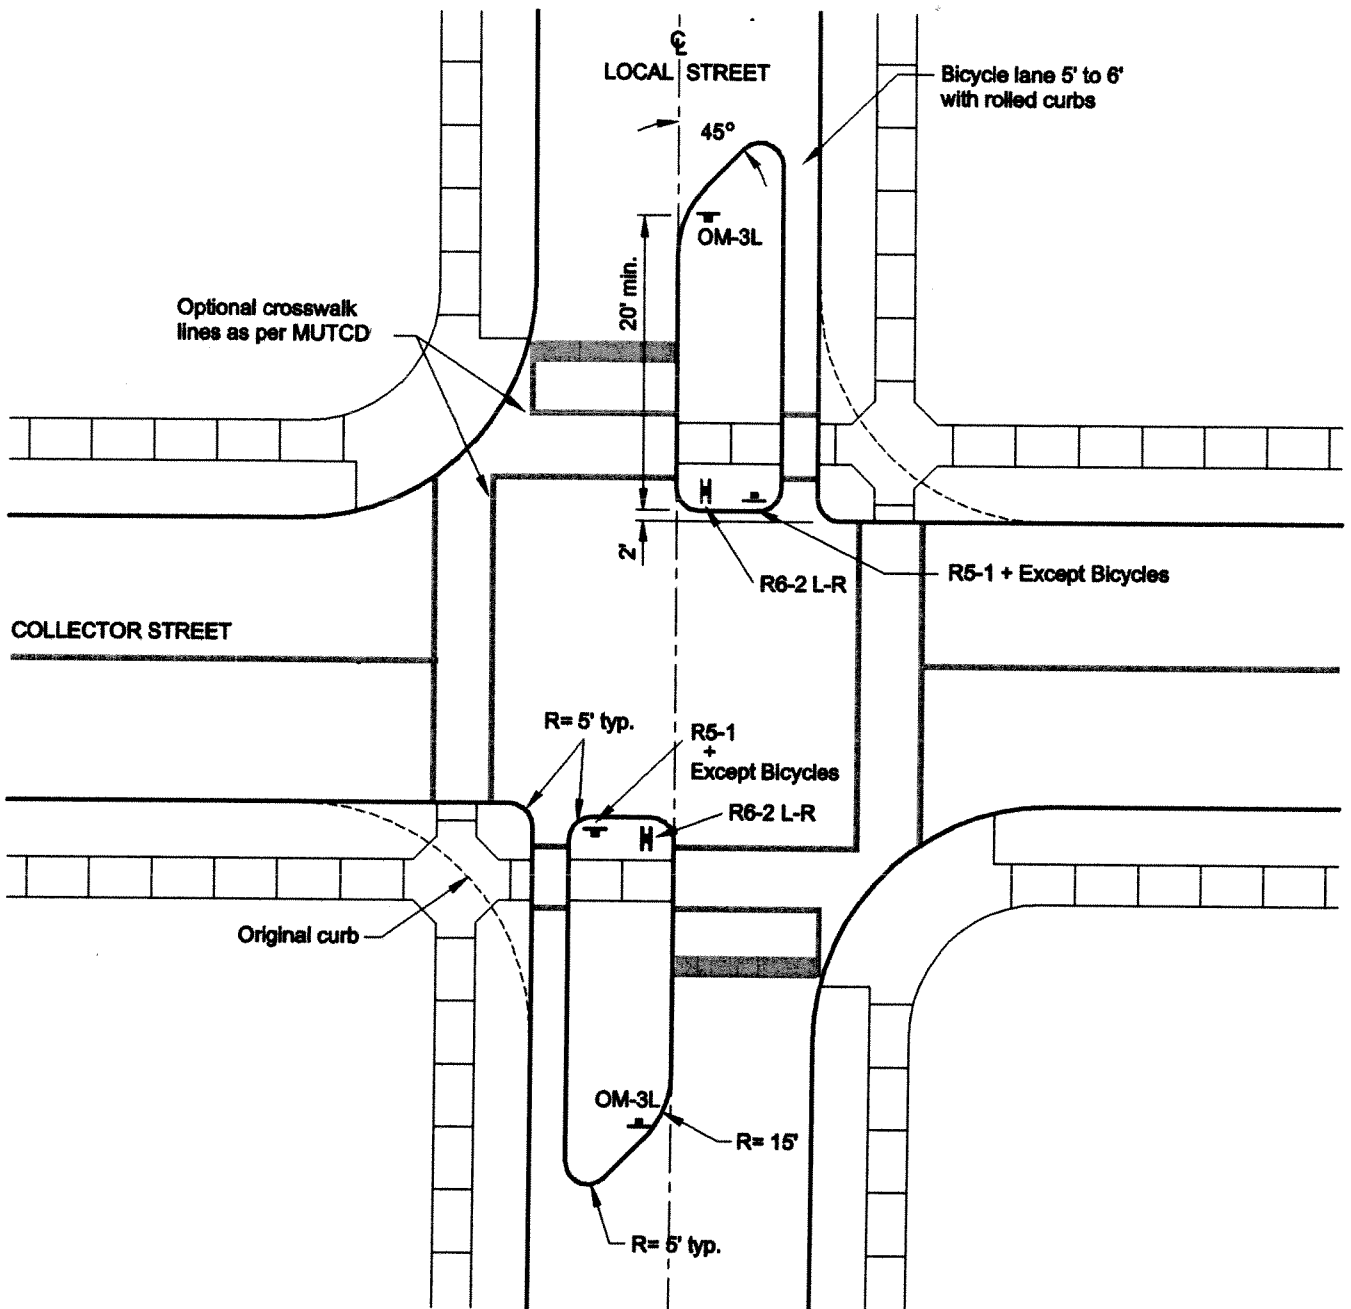 ℄
LOCAL STREET
Bicycle lane 5' to 6'
with rolled curbs
45°
OM-3L
20' min.
Optional crosswalk
lines as per MUTCD
2'
R6-2 L-R
R5-1 + Except Bicycles
COLLECTOR STREET
R= 5' typ.
R5-1
+
Except Bicycles
R6-2 L-R
Original curb
OM-3L
R= 15'
R= 5' typ.